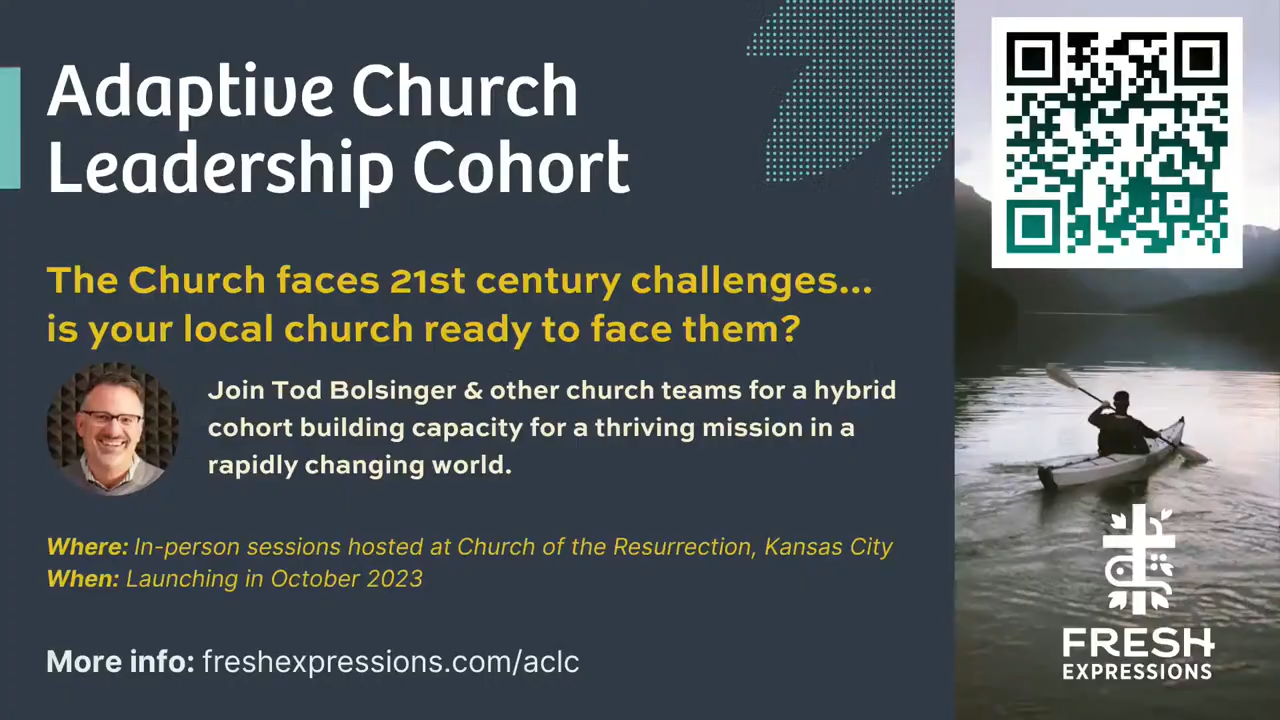 Adaptive Church
Leadership Cohort
The Church faces 21st century challenges...
is your local church ready to face them?
Join Tod Bolsinger & other church teams for a hybrid
cohort building capacity for a thriving mission in a
rapidly changing world.
Where: In-person sessions hosted at Church of the Resurrection, Kansas City
When: Launching in October 2023
More info: freshexpressions.com/aclc
FRESH
EXPRESSIONS